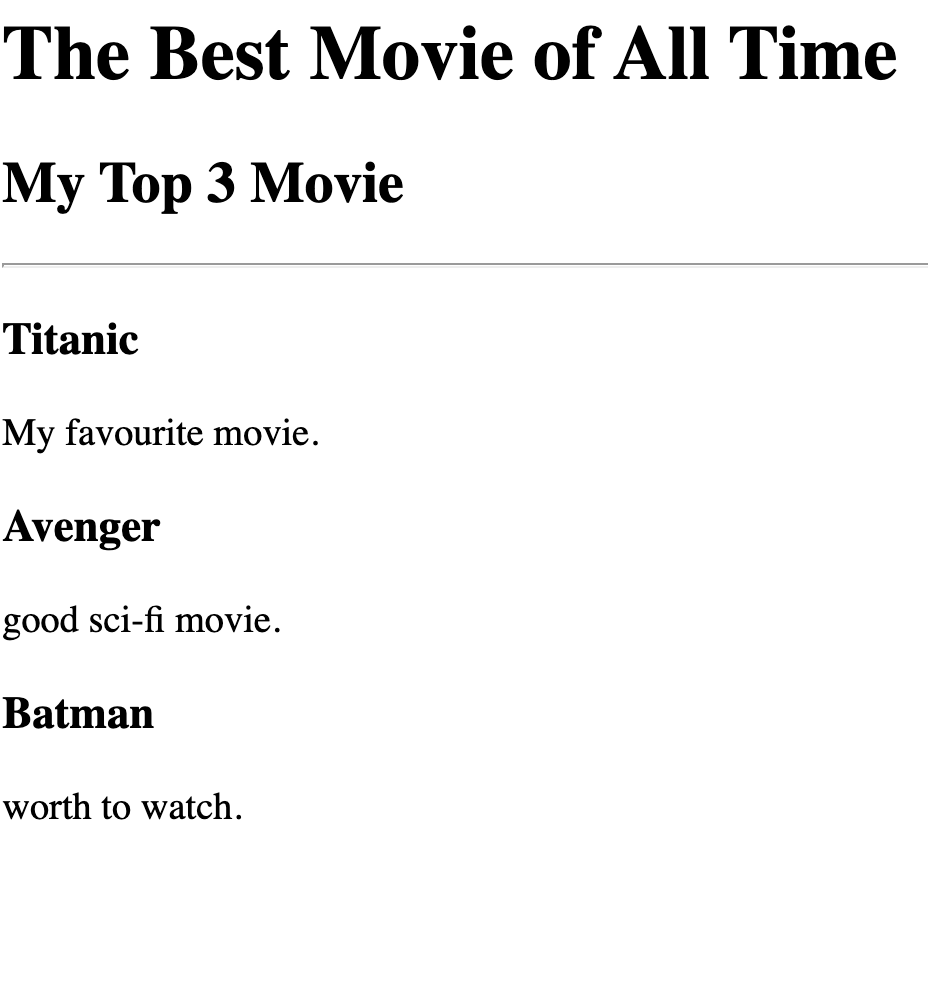 The Best Movie of All Time
My Top 3 Movie
Titanic
My favourite movie.
Avenger
good sci-fi movie.
Batman
worth to watch.